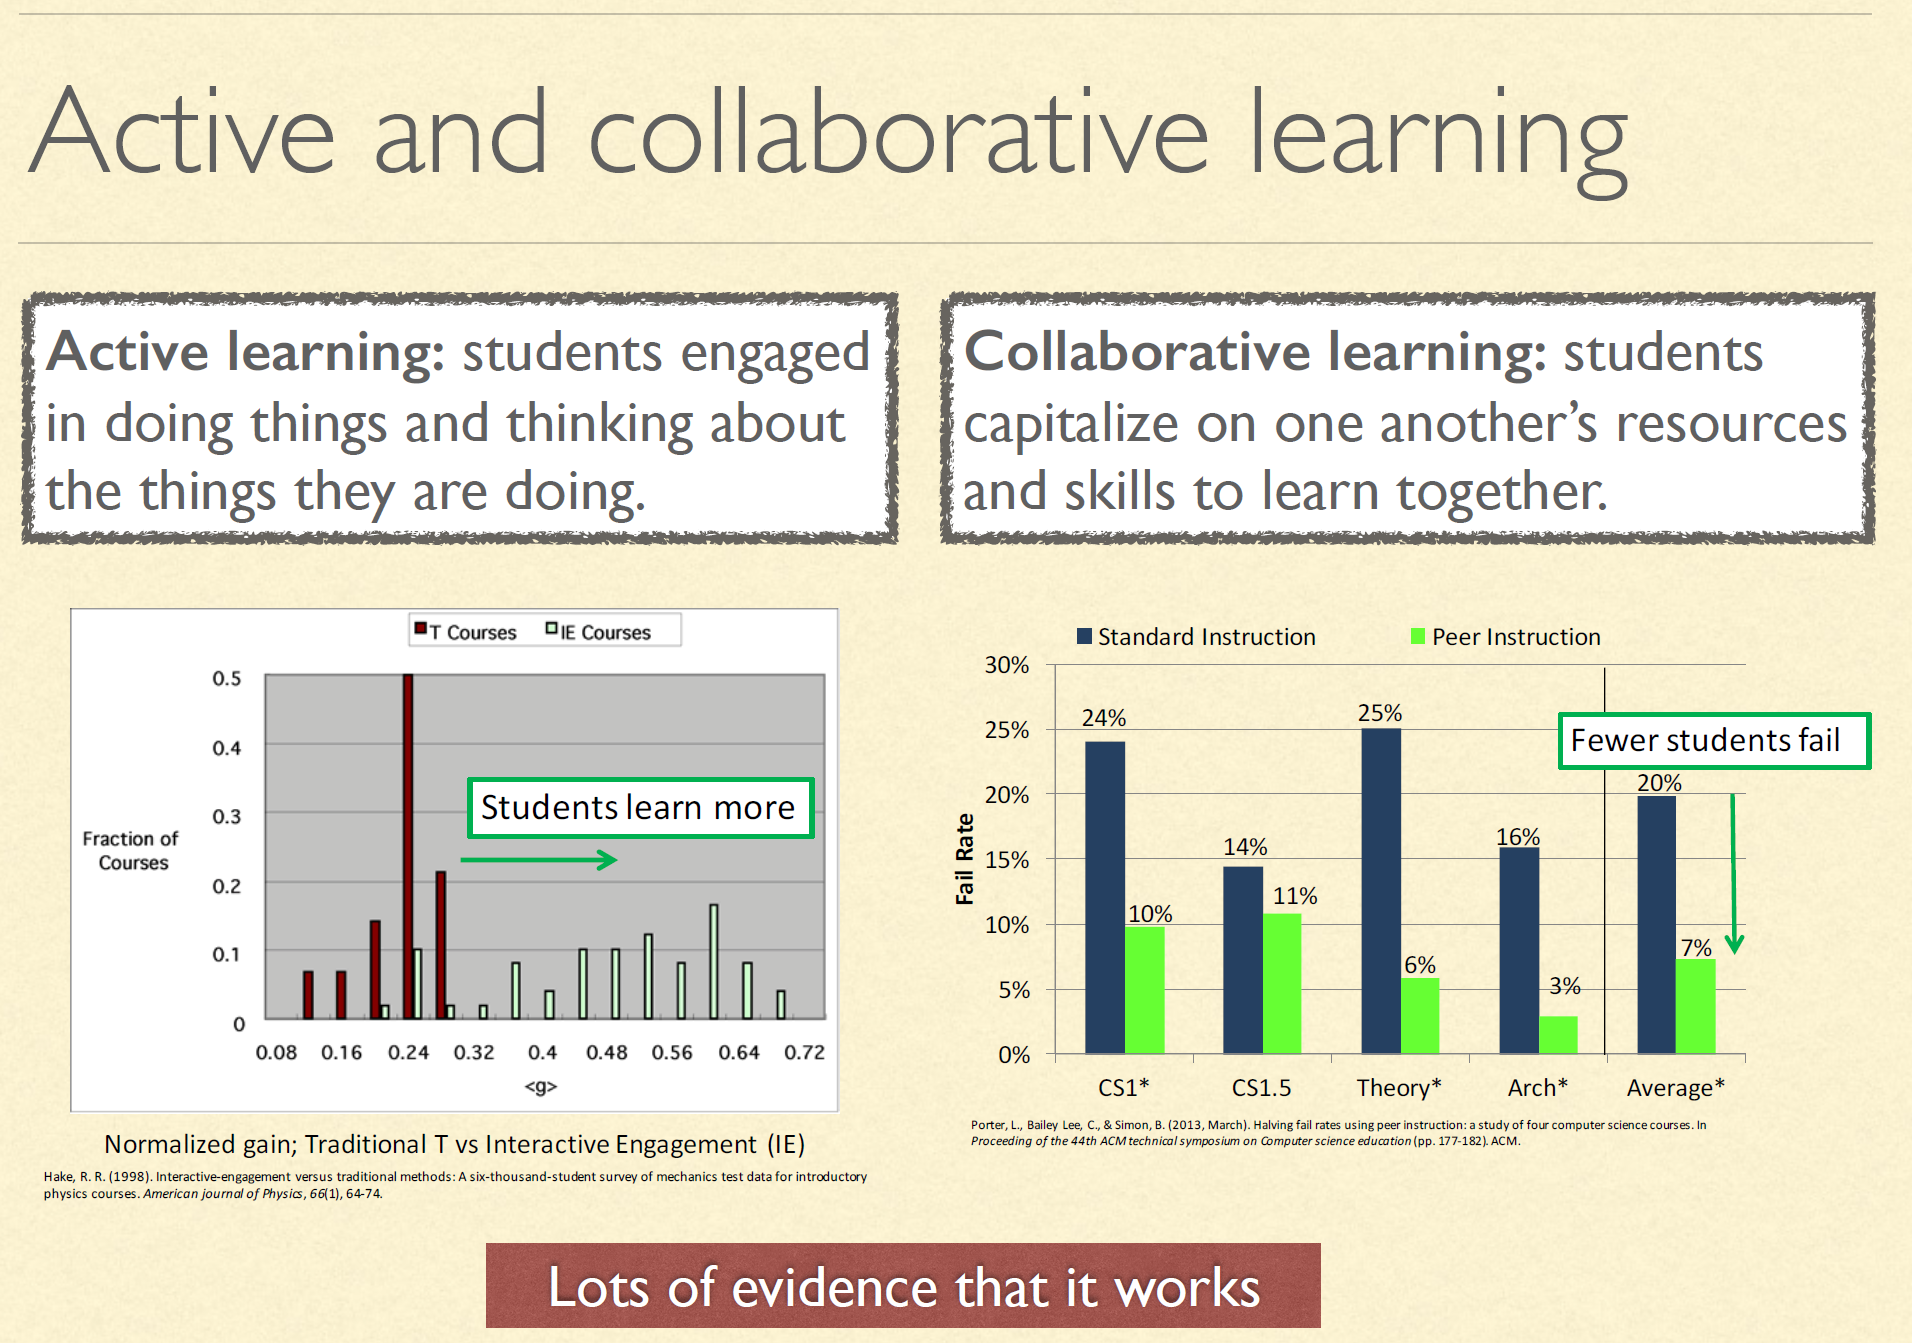 Active and collaborative learning
Active learning: students engaged
in doing things and thinking about
the things they are doing.
Collaborative learning: students
capitalize on one another’s resources
and skills to learn together.
T Courses IE Courses
0.5
0.4
0.3
0.2
0.1
0
Fraction of
Courses
Students learn more
0.08 0.16 0.24 0.32 0.4 0.48 0.56 0.64 0.72
<g>
Normalized gain; Traditional T vs Interactive Engagement (IE)
Hake, R. R. (1998). Interactive-engagement versus traditional methods: A six-thousand-student survey of mechanics test data for introductory
physics courses. American journal of Physics, 66(1), 64-74.
Standard Instruction Peer Instruction
30%
25%
20%
15%
10%
5%
0%
Fail Rate
24%
10%
14%
11%
25%
6%
16%
3%
20%
7%
Fewer students fail
CS1* CS1.5 Theory* Arch* Average*
Porter, L., Bailey Lee, C., & Simon, B. (2013, March). Halving fail rates using peer instruction: a study of four computer science courses. In
Proceeding of the 44th ACM technical symposium on Computer science education (pp. 177-182). ACM.
Lots of evidence that it works